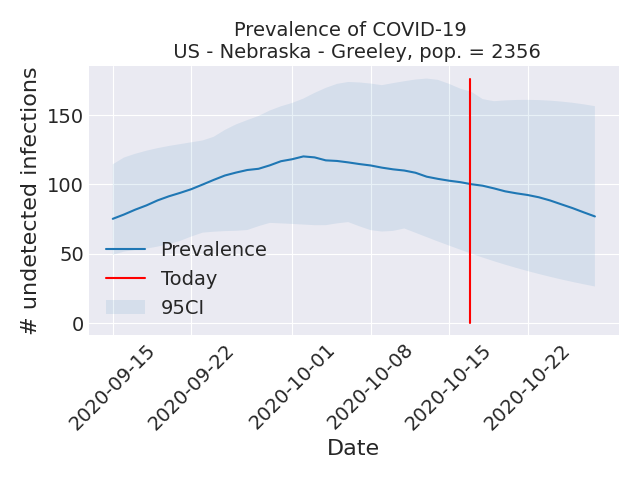 Prevalence of COVID-19
US - Nebraska - Greeley, pop. = 2356
# undetected infections
150
100
50
0
Prevalence
Today
95CI
2020-09-15
2020-09-22
2020-10-01
2020-10-08
2020-10-15
2020-10-22
Date